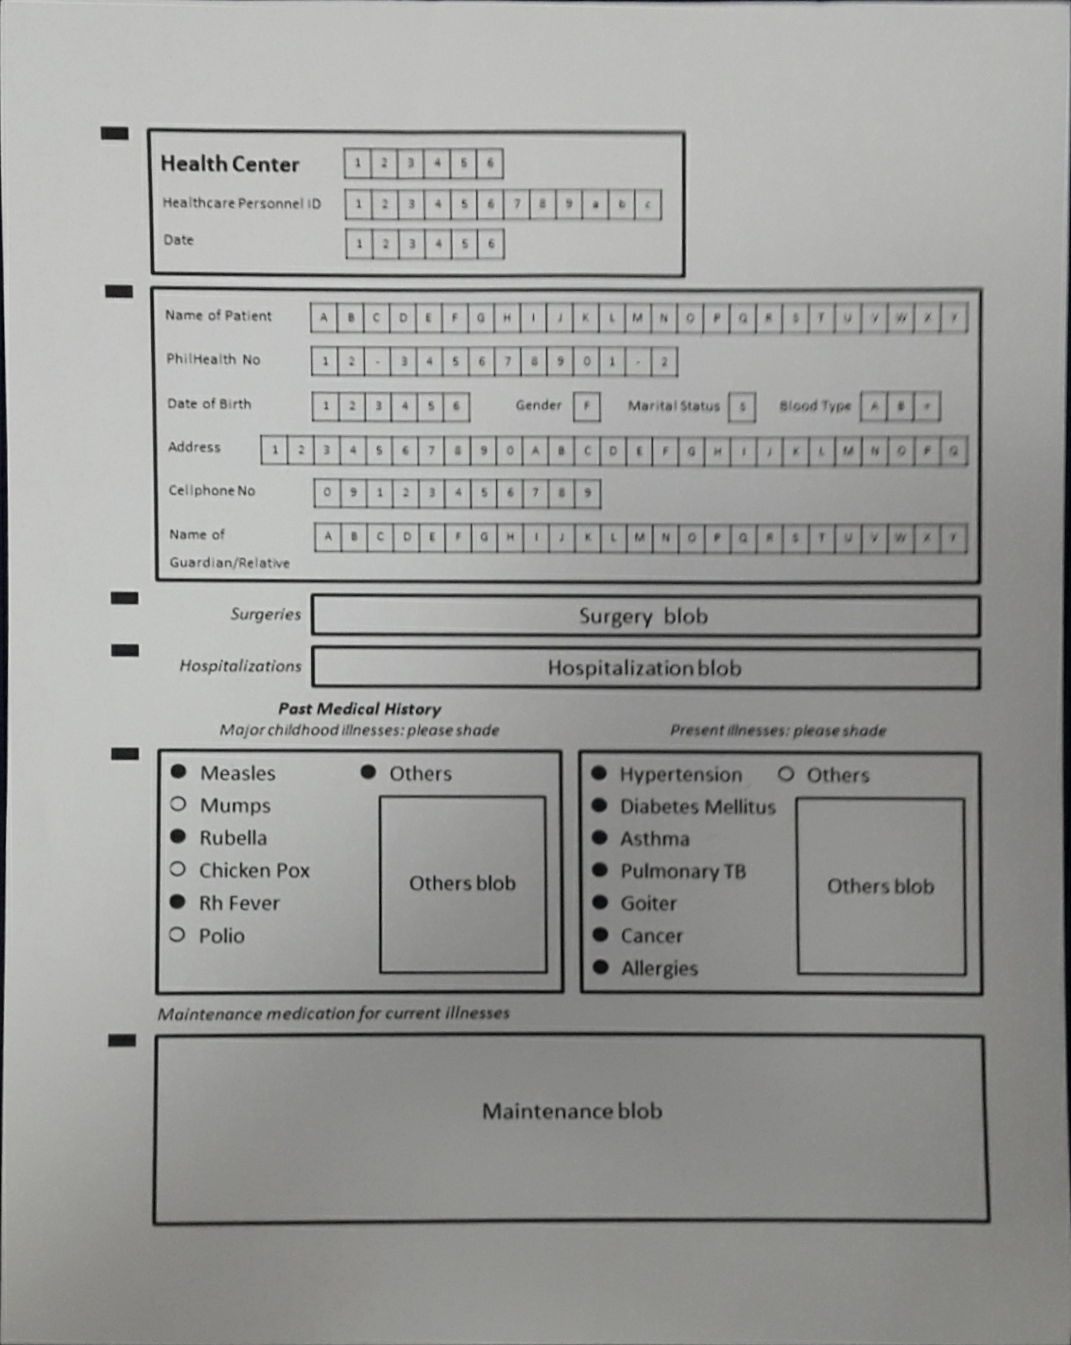 Health Center 1 2 3 4 5 6
Healthcare Personnel ID 1 2 3 4 5 6 7 8 9 a b c
Date 1 2 3 4 5 6
Name of Patient A B C D E F G H I J K L M N O P Q R S T U V W X Y
PhilHealth No 1 2 - 3 4 5 6 7 8 9 0 1 - 2
Date of Birth 1 2 3 4 5 6 Gender F Marital Status S Blood Type A B +
Address 1 2 3 4 5 6 7 8 9 0 A B C D E F G H I J K L M N O P Q
Cellphone No 0 9 1 2 3 4 5 6 7 8 9
Name of A B C D E F G H I J K L M N O P Q R S T U V W X Y
Guardian/Relative
Surgeries Surgery blob
Hospitalizations Hospitalization blob
Past Medical History
Major childhood illnesses: please shade
Measles Others
Mumps
Rubella
Chicken Pox
Rh Fever
Polio
Others blob
Present illnesses: please shade
Hypertension Others
Diabetes Mellitus
Asthma
Pulmonary TB
Goiter
Cancer
Allergies
Others blob
Maintenance medication for current illnesses
Maintenance blob